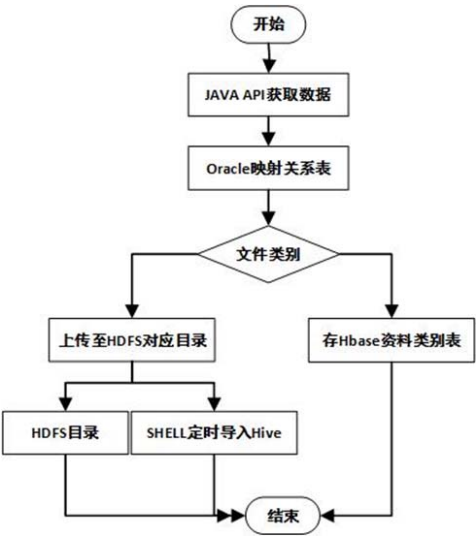 开始
JAVA API获取数据
Oracle映射关系表
文件类别
上传至HDFS对应目录
存Hbase资料类别表
HDFS目录
SHELL定时导入Hive
结束